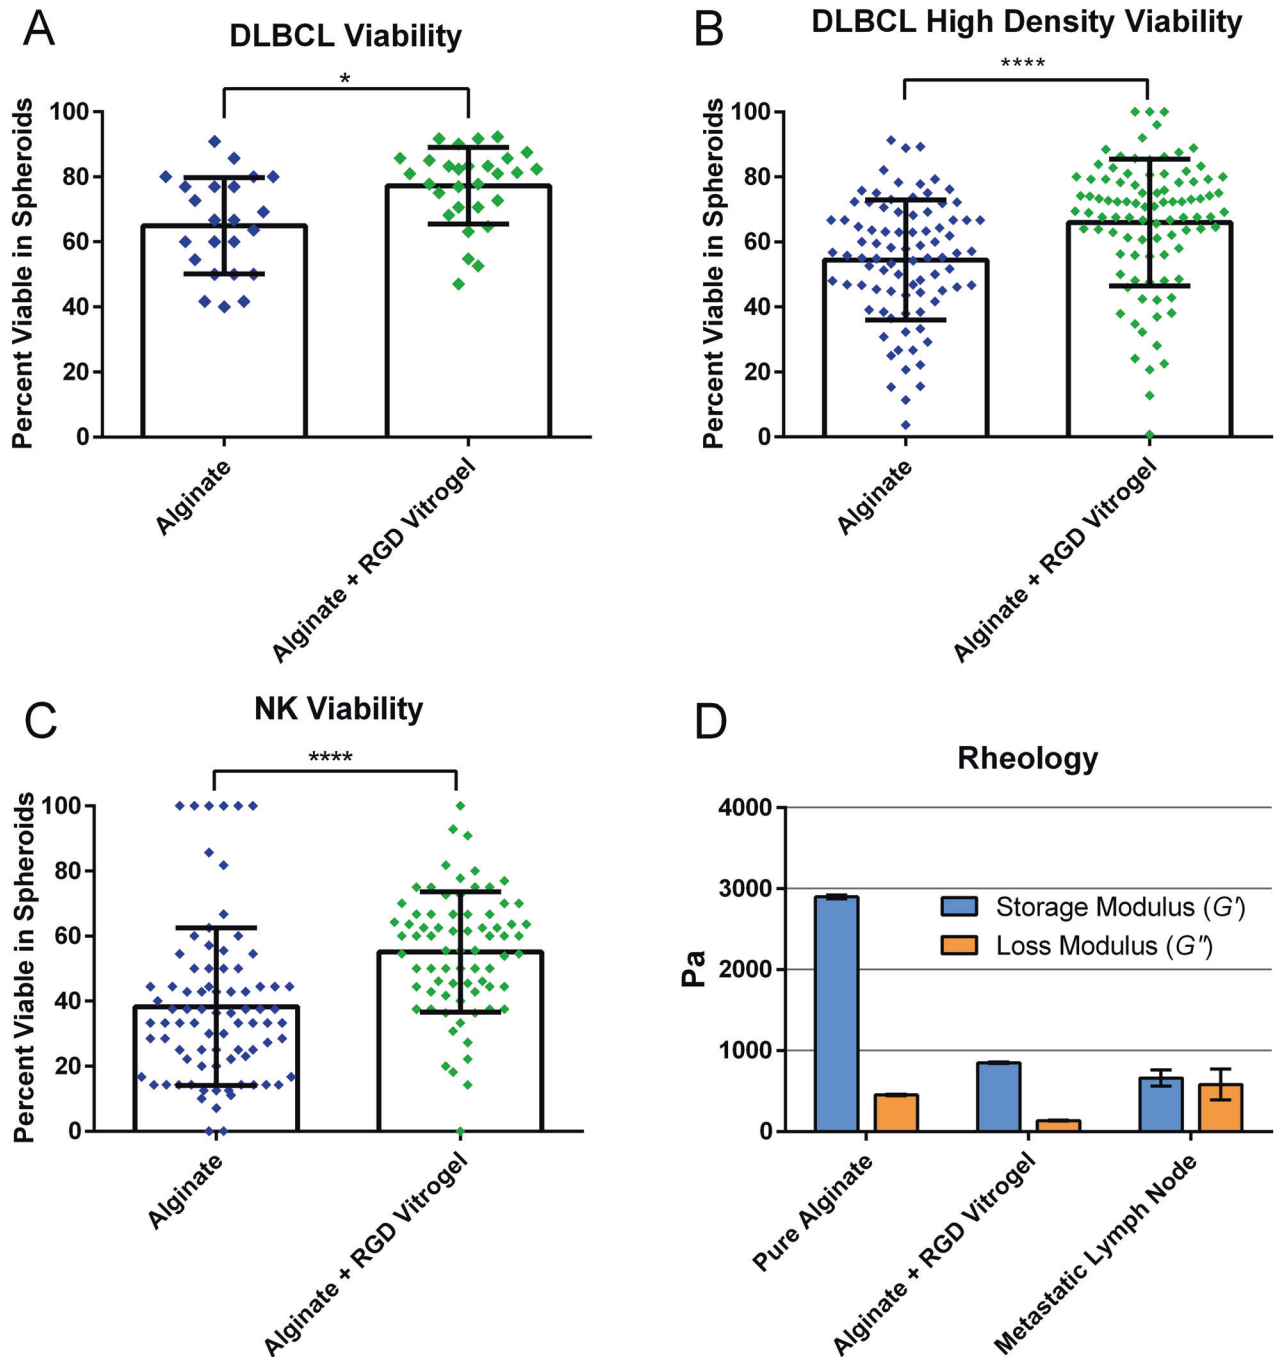 A
DLBCL Viability
*
Percent Viable in Spheroids
100
80
60
40
20
0
Alginate
Alginate + RGD Vitrogel
B
DLBCL High Density Viability
****
Percent Viable in Spheroids
100
80
60
40
20
0
Alginate
Alginate + RGD Vitrogel
C
NK Viability
****
Percent Viable in Spheroids
100
80
60
40
20
0
Alginate
Alginate + RGD Vitrogel
D
Rheology
Pa
4000
3000
2000
1000
0
Storage Modulus (G')
Loss Modulus (G")
Pure Alginate
Alginate + RGD Vitrogel
Metastatic Lymph Node